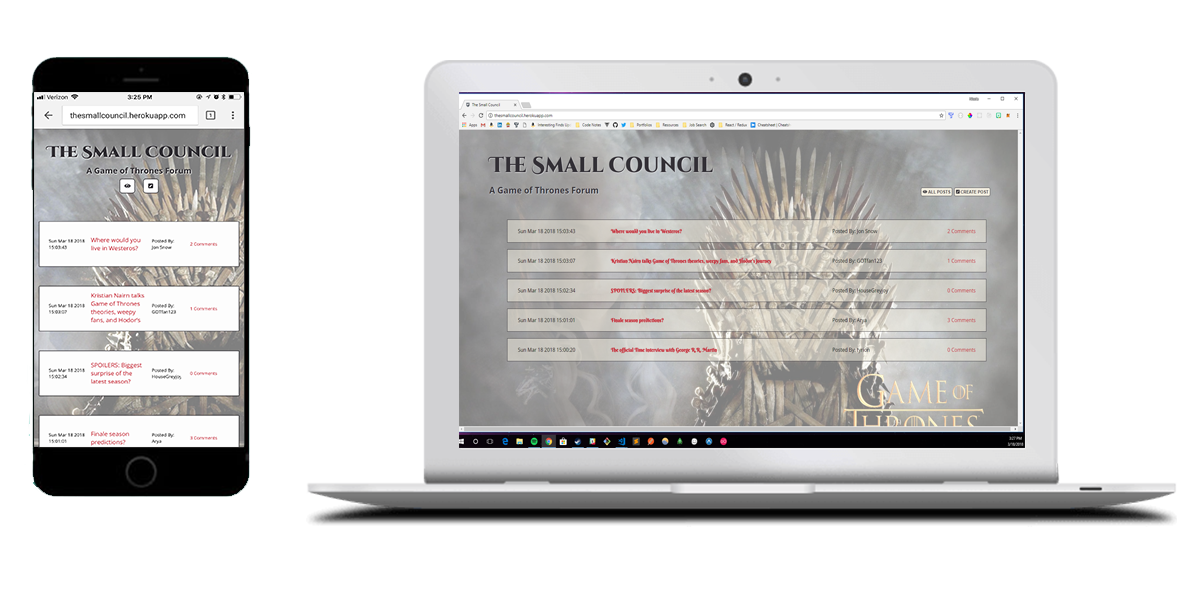 Verizon
3:25 PM
thesmallcouncil.herokuapp.com
1
The Small Council
A Game of Thrones Forum
Sun Mar 18 2018
15:03:43
Where would you
live in Westeros?
Posted By:
Jon Snow
2 Comments
Sun Mar 18 2018
15:03:07
Kristian Nairn talks
Game of Thrones
theories, weepy
fans, and Hodor's
Posted By:
GOTfan123
1 Comments
Sun Mar 18 2018
15:02:34
SPOILERS: Biggest
surprise of the
latest season?
Posted By:
HouseGreyjoy
0 Comments
Sun Mar 18 2018
15:01:01
Finale season
predictions?
Posted By:
Arya
3 Comments
The Small Council
thesmallcouncil.herokuapp.com
Apps
Code Notes
Portfolios
Resources
Job Search
React / Redux
The Small Council
A Game of Thrones Forum
ALL POSTS
CREATE POST
Sun Mar 18 2018 15:03:43 Where would you live in Westeros? Posted By: Jon Snow 2 Comments
Sun Mar 18 2018 15:03:07 Kristian Nairn talks Game of Thrones theories, weepy fans, and Hodor's journey Posted By: GOTfan123 1 Comments
Sun Mar 18 2018 15:02:34 SPOILERS: Biggest surprise of the latest season? Posted By: HouseGreyjoy 0 Comments
Sun Mar 18 2018 15:01:01 Finale season predictions? Posted By: Arya 3 Comments
Sun Mar 18 2018 15:00:20 The official Time interview with George R.R. Martin Posted By: tyrion 0 Comments
GAME OF
THRONES
3:27 PM
3/18/2018